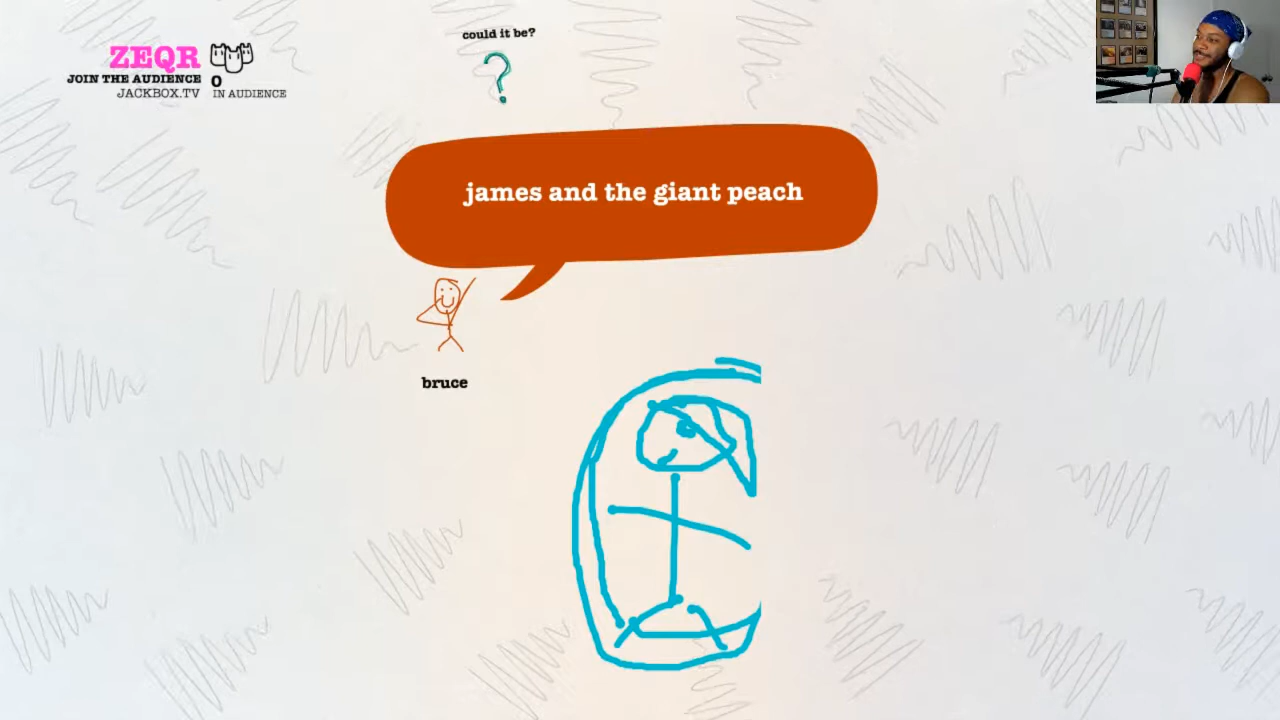 could it be?
ZEQR
JOIN THE AUDIENCE 0
JACKBOX.TV IN AUDIENCE
james and the giant peach
bruce